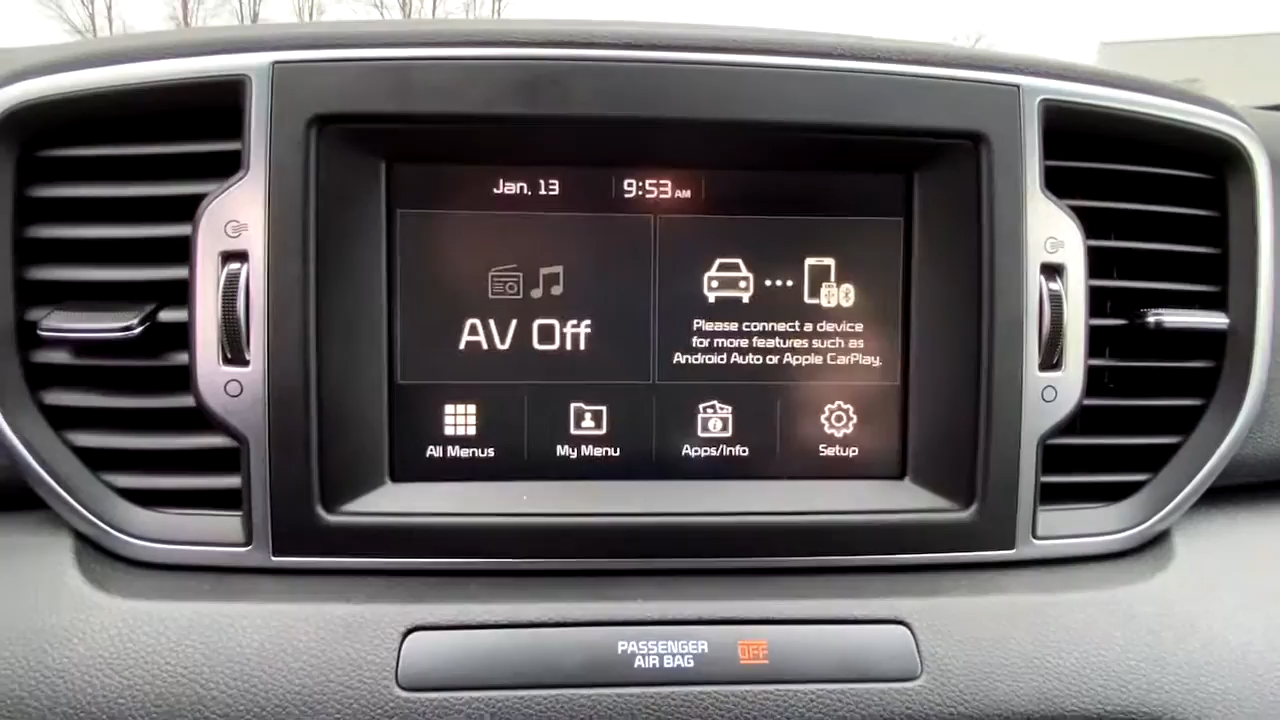 Jan, 13
9:53 AM
AV Off
Please connect a device
for more features such as
Android Auto or Apple CarPlay.
All Menus
My Menu
Apps/Info
Setup
PASSENGER
AIR BAG
OFF